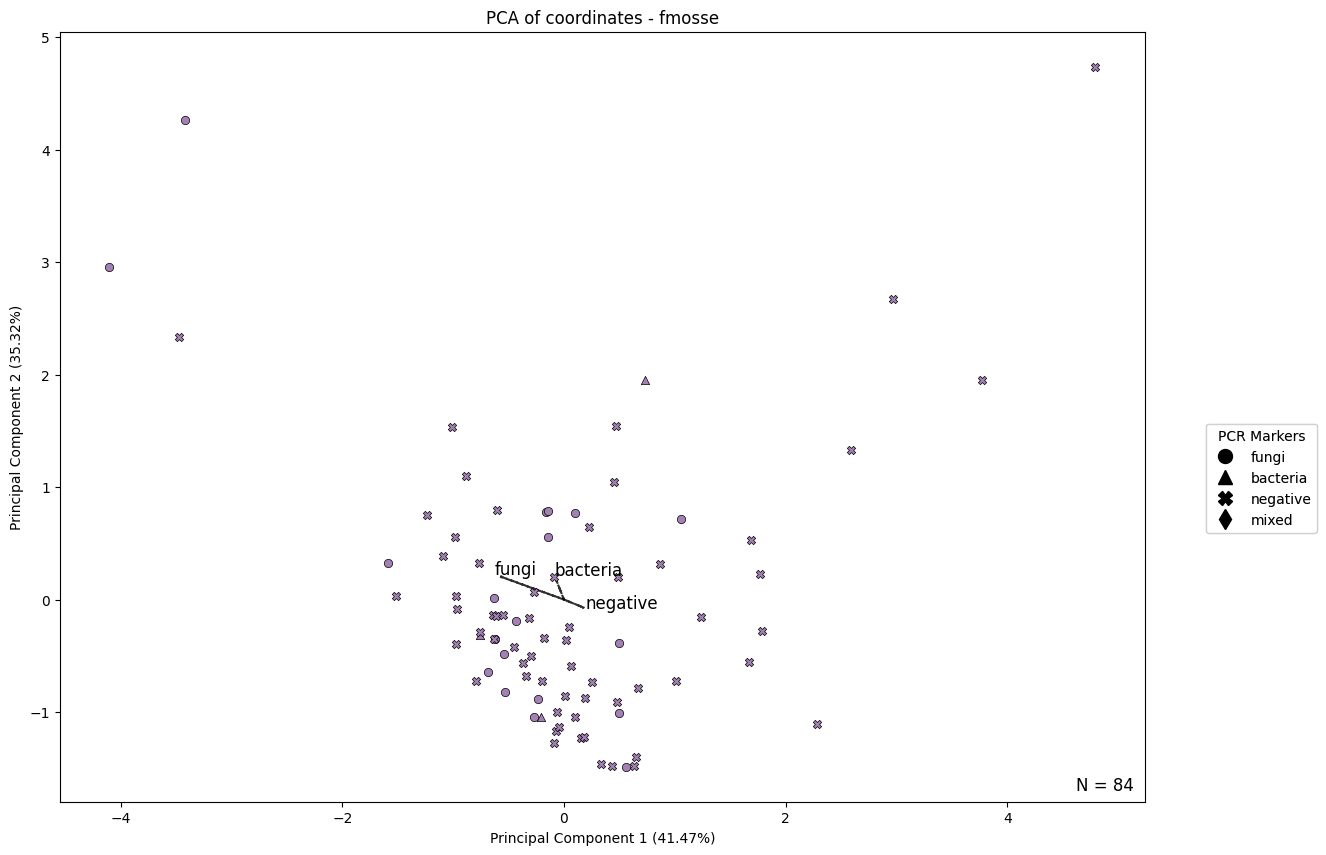 PCA of coordinates - fmosse
5
4
3
2
1
0
−1
Principal Component 2 (35.32%)
fungi
bacteria
negative
N = 84
−4
−2
0
2
4
Principal Component 1 (41.47%)
PCR Markers
fungi
bacteria
negative
mixed